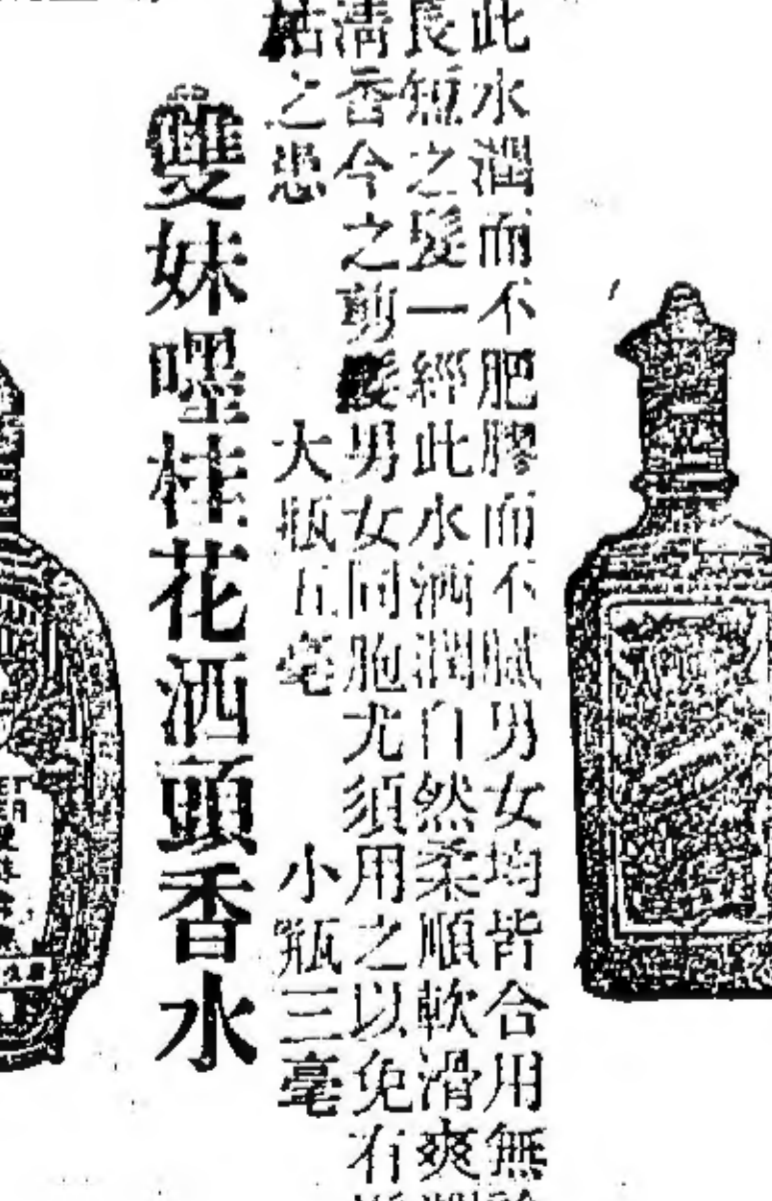 此水潤而不肥膠而不膩男女均皆合用無
長短之髮一經此水洒潤自然柔順軟滑爽
清香今之剪髮男女同胞尤須用之以免有
枯之患 大瓶五毫 小瓶三毫
雙妹嘜桂花洒頭香水